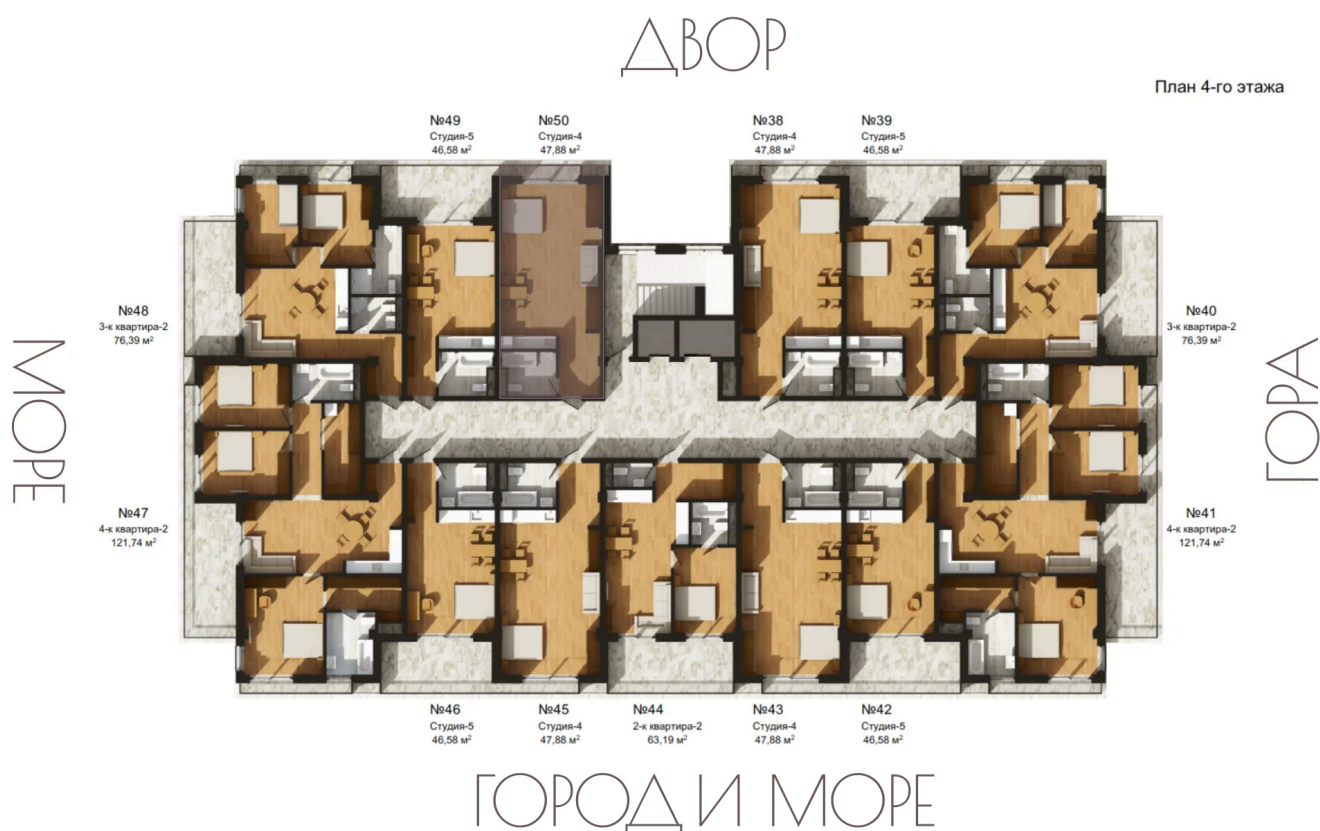 ДВОР
План 4-го этажа
№49
Студия-5
46,58 м²
№50
Студия-4
47,88 м²
№38
Студия-4
47,88 м²
№39
Студия-5
46,58 м²
№48
3-к квартира-2
76,39 м²
№40
3-к квартира-2
76,39 м²
МОРЕ
ГОРА
№47
4-к квартира-2
121,74 м²
№41
4-к квартира-2
121,74 м²
№46
Студия-5
46,58 м²
№45
Студия-4
47,88 м²
№44
2-к квартира-2
63,19 м²
№43
Студия-4
47,88 м²
№42
Студия-5
46,58 м²
ГОРОД И МОРЕ